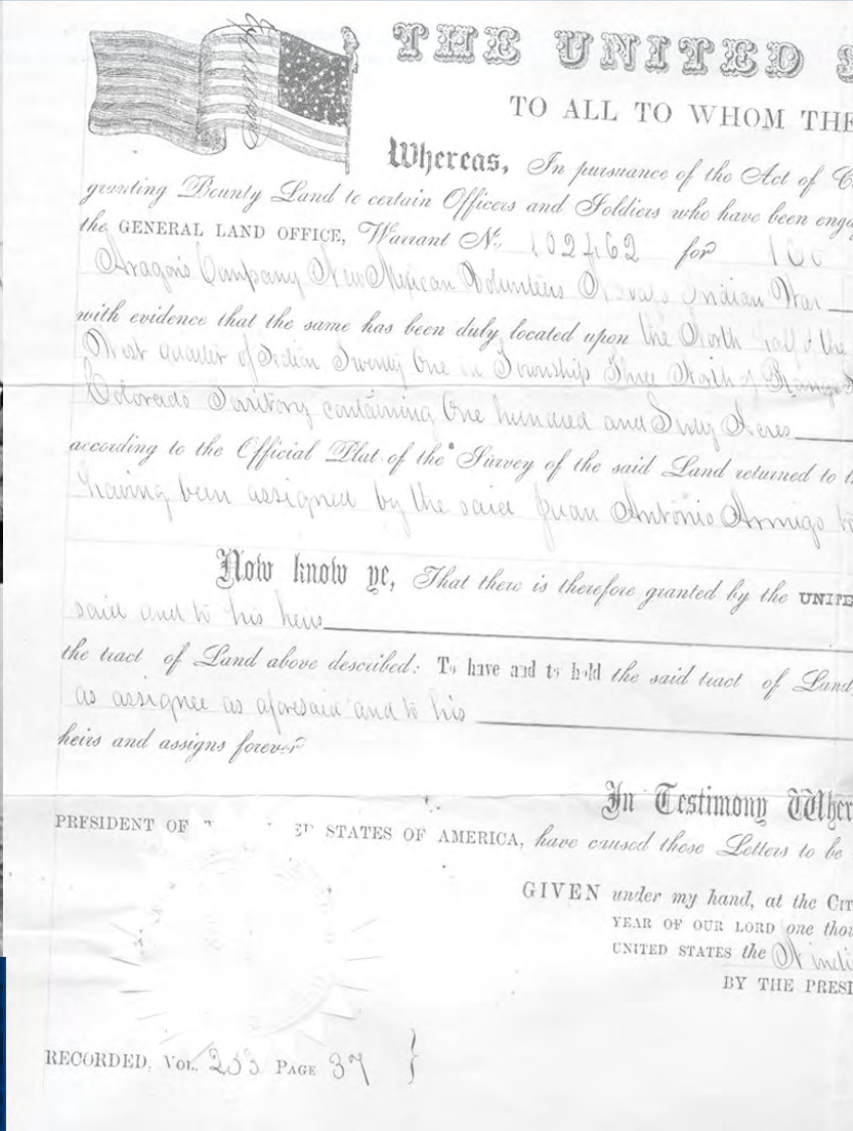 THE UNITED S
TO ALL TO WHOM THE
Whereas, In pursuance of the Act of C
granting Bounty Land to certain Officers and Soldiers who have been enga
the GENERAL LAND OFFICE, Warrant No. 102462 for
Aragon's Company New Mexican Volunteers Indian War
with evidence that the same has been duly located upon the North half of the
West quarter of Section Twenty One in Township Three North of Range
Colorado Territory containing One hundred and Sixty Acres
according to the Official Plat of the Survey of the said Land returned to th
having been assigned by the said Juan Antonio Armigo to
Now know ye, That there is therefore granted by the UNITE
said and to his heirs
the tract of Land above described: To have and to hold the said tract of Land,
as assignee as aforesaid and to his
heirs and assigns forever
In Testimony Wher
PRESIDENT OF STATES OF AMERICA, have caused these Letters to be
GIVEN under my hand, at the CIT
YEAR OF OUR LORD one thou
UNITED STATES the Nineti
BY THE PRESI
RECORDED, VOL. 253 PAGE 37